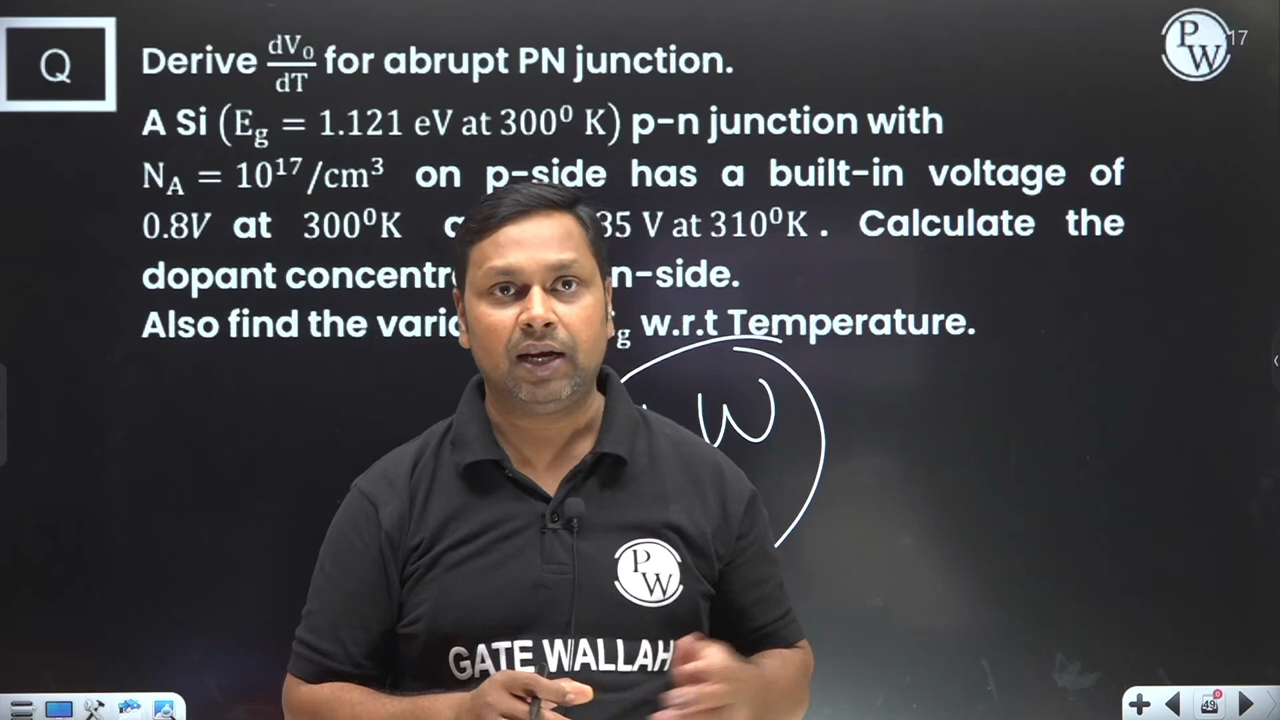 Q
Derive dV₀/dT for abrupt PN junction.
A Si (E_g = 1.121 eV at 300⁰ K) p-n junction with
N_A = 10¹⁷/cm³ on p-side has a built-in voltage of
0.8V at 300⁰K 35 V at 310⁰K . Calculate the
dopant n-side.
Also find the g w.r.t Temperature.
PW
17
W
PW
GATE WALLAH
49